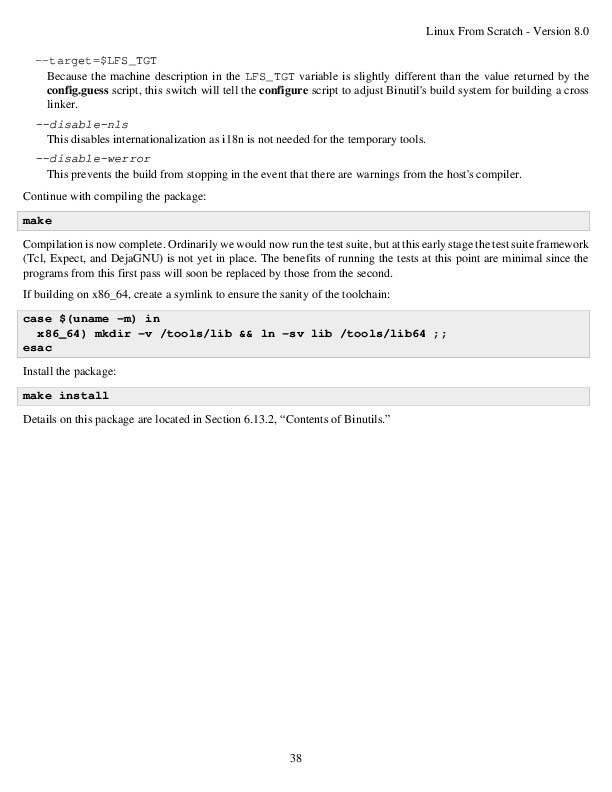 Linux From Scratch - Version 8.0
--target=$LFS_TGT
Because the machine description in the LFS_TGT variable is slightly different than the value returned by the
config.guess script, this switch will tell the configure script to adjust Binutil's build system for building a cross
linker.
--disable-nls
This disables internationalization as i18n is not needed for the temporary tools.
--disable-werror
This prevents the build from stopping in the event that there are warnings from the host's compiler.
Continue with compiling the package:
make
Compilation is now complete. Ordinarily we would now run the test suite, but at this early stage the test suite framework
(Tcl, Expect, and DejaGNU) is not yet in place. The benefits of running the tests at this point are minimal since the
programs from this first pass will soon be replaced by those from the second.
If building on x86_64, create a symlink to ensure the sanity of the toolchain:
case $(uname -m) in
  x86_64) mkdir -v /tools/lib && ln -sv lib /tools/lib64 ;;
esac
Install the package:
make install
Details on this package are located in Section 6.13.2, “Contents of Binutils.”
38